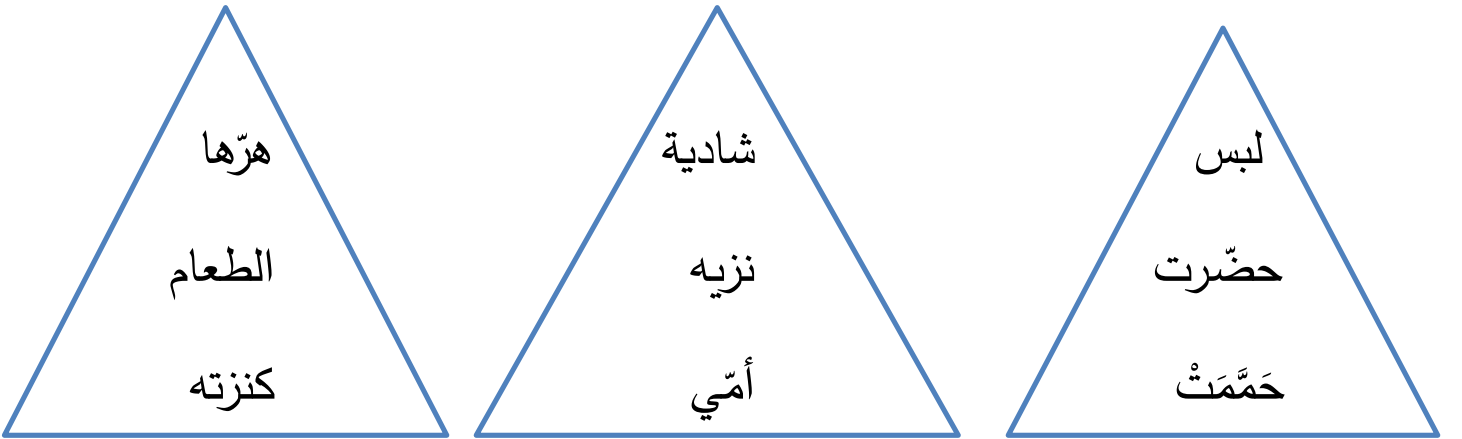 لبس
حضّرت
حَمَّمَتْ
شادية
نزيه
أمّي
هرّها
الطعام
كنزته